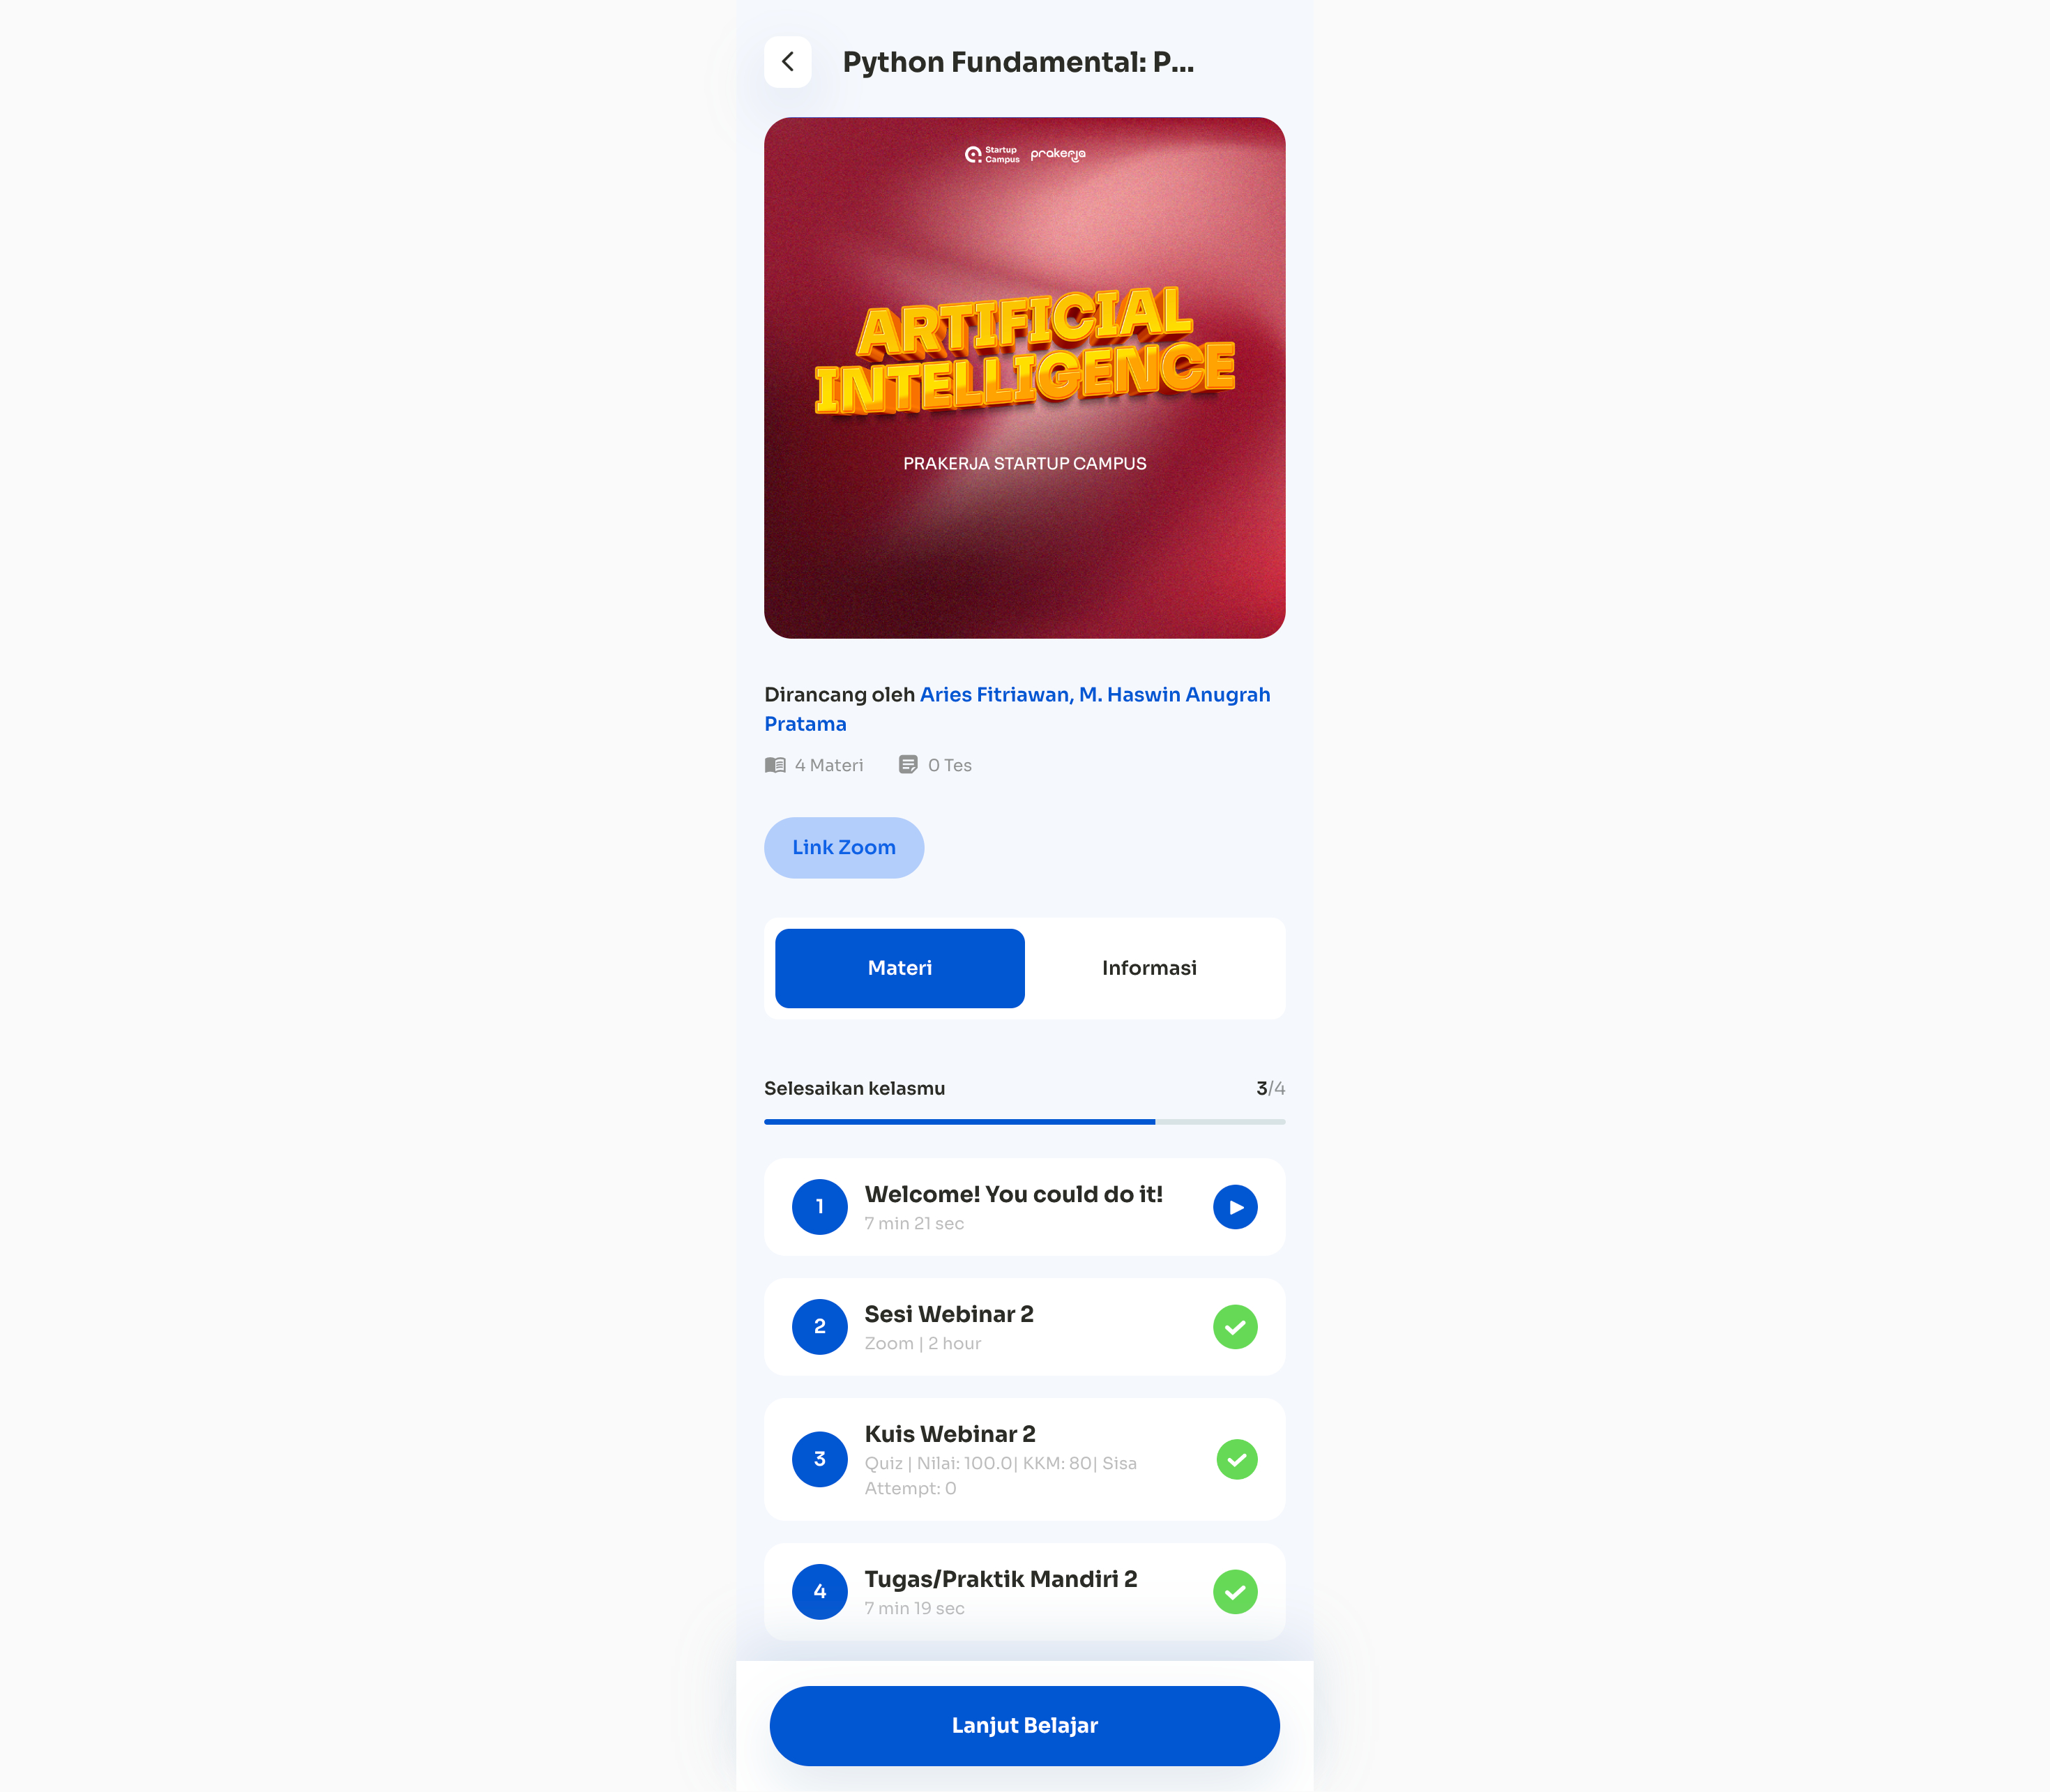 Python Fundamental: P...
Startup
Campus
prakerja
ARTIFICIAL
INTELLIGENCE
PRAKERJA STARTUP CAMPUS
Dirancang oleh Aries Fitriawan, M. Haswin Anugrah
Pratama
4 Materi 0 Tes
Link Zoom
Materi Informasi
Selesaikan kelasmu 3/4
1 Welcome! You could do it!
7 min 21 sec
2 Sesi Webinar 2
Zoom | 2 hour
3 Kuis Webinar 2
Quiz | Nilai: 100.0| KKM: 80| Sisa
Attempt: 0
4 Tugas/Praktik Mandiri 2
7 min 19 sec
Lanjut Belajar